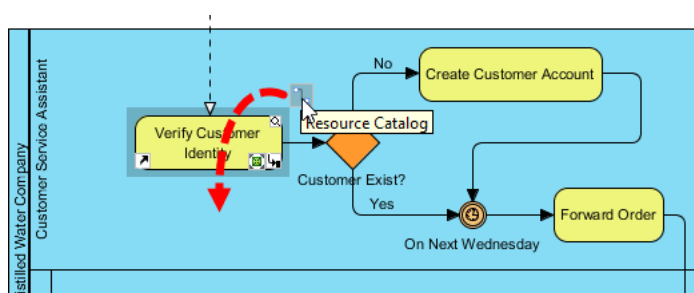 Customer Service Assistant
No
Create Customer Account
Resource Catalog
Verify Customer
Identity
Customer Exist?
Yes
Forward Order
On Next Wednesday
Water Company